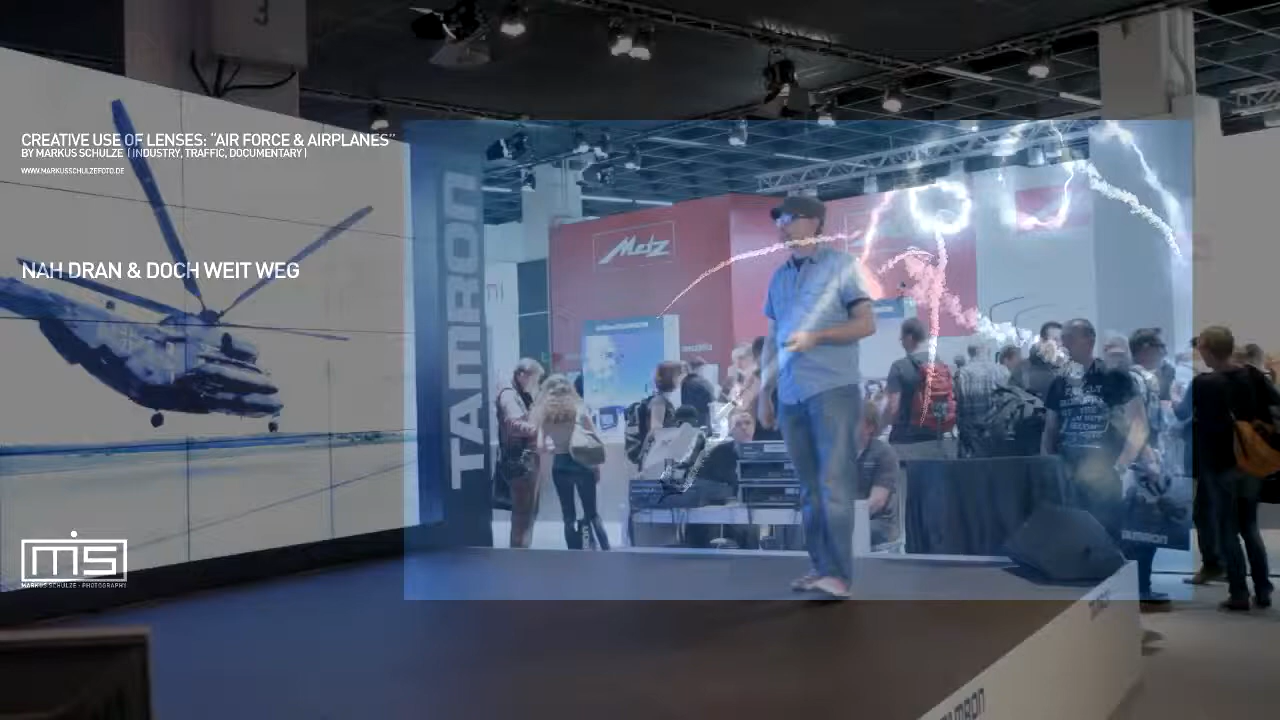 CREATIVE USE OF LENSES: "AIR FORCE & AIRPLANES"
BY MARKUS SCHULZE [ INDUSTRY, TRAFFIC, DOCUMENTARY ]
WWW.MARKUSSCHULZEFOTO.DE
Metz
TAMRON
NAH DRAN & DOCH WEIT WEG
ms
MARKUS SCHULZE - PHOTOGRAPHY
TAMRON